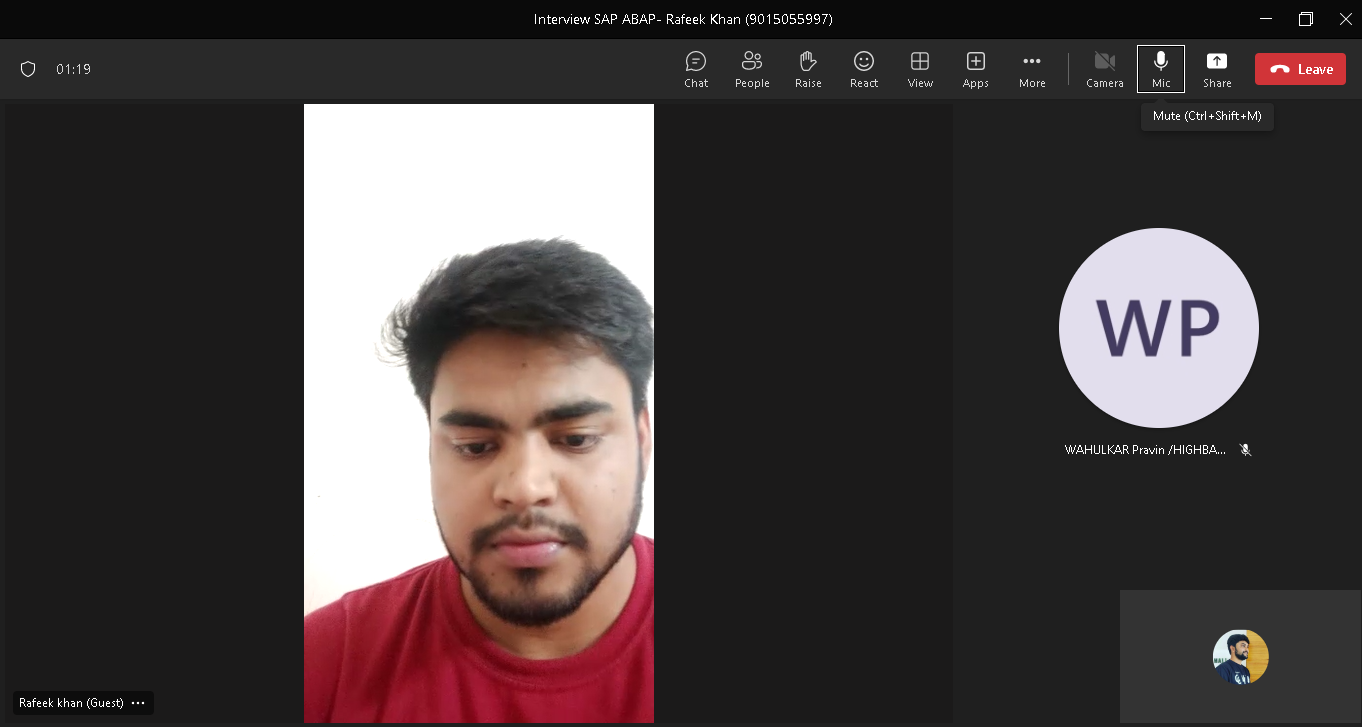 Interview SAP ABAP- Rafeek Khan (9015055997)
01:19
Chat
People
Raise
React
View
Apps
More
Camera
Mic
Share
Leave
Mute (Ctrl+Shift+M)
WP
WAHULKAR Pravin /HIGHBA...
Rafeek khan (Guest)